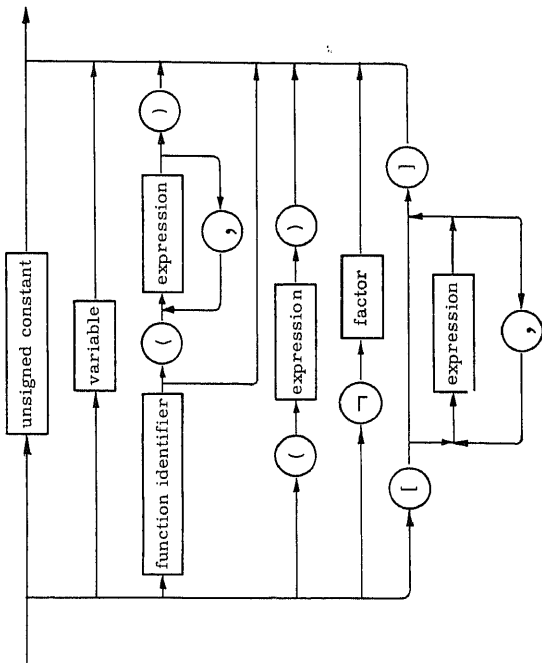 unsigned constant
variable
function identifier
(
expression
)
,
(
expression
)
¬
factor
[
expression
]
,